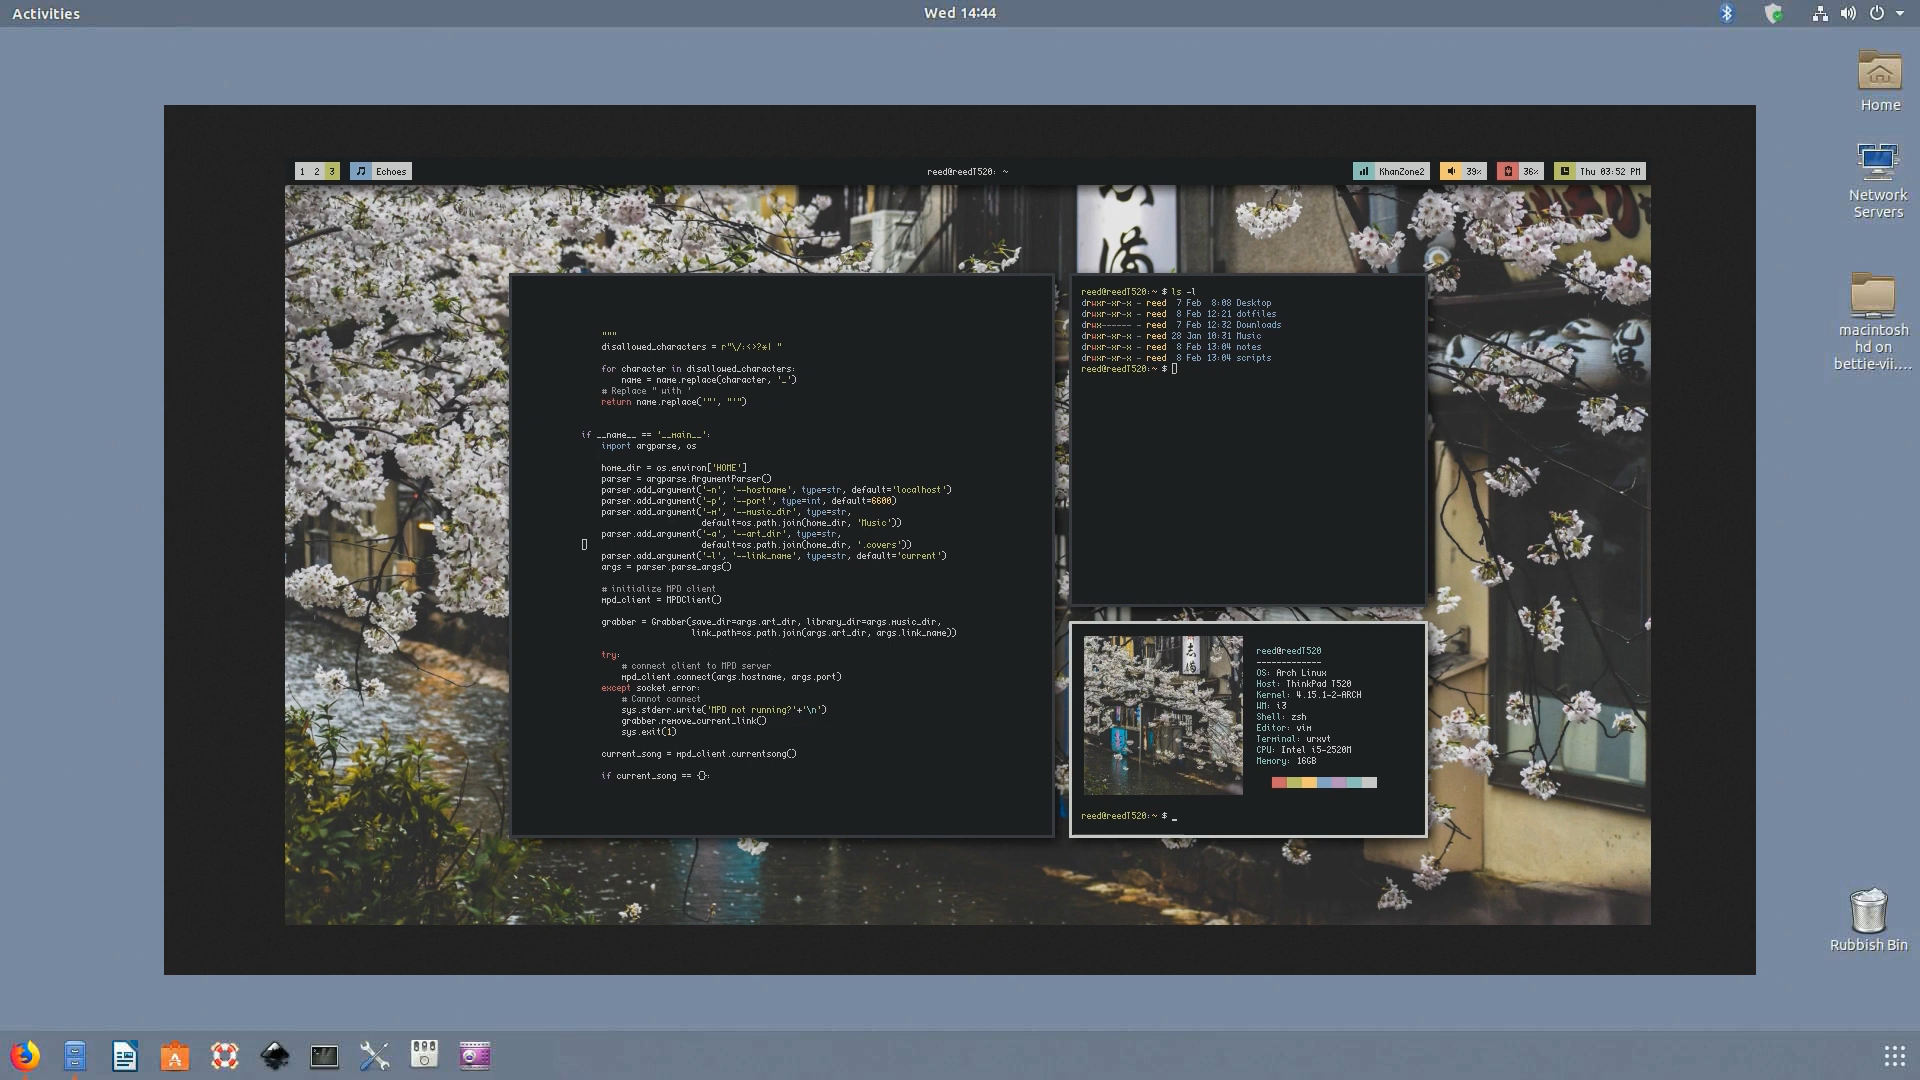 Activities
Wed 14:44
Home
Network
Servers
macintosh
hd on
bettie-vii....
Rubbish Bin
1 2 3
Echoes
reed@reedT520: ~
KhanZone2
39%
36%
Thu 03:52 PM
"""
disallowed_characters = r"\/:<>?*| "
for character in disallowed_characters:
name = name.replace(character, '_')
# Replace " with '
return name.replace('"', "'")
if __name__ == '__main__':
import argparse, os
home_dir = os.environ['HOME']
parser = argparse.ArgumentParser()
parser.add_argument('-n', '--hostname', type=str, default='localhost')
parser.add_argument('-p', '--port', type=int, default=6600)
parser.add_argument('-m', '--music_dir', type=str,
default=os.path.join(home_dir, 'Music'))
parser.add_argument('-a', '--art_dir', type=str,
default=os.path.join(home_dir, '.covers'))
parser.add_argument('-l', '--link_name', type=str, default='current')
args = parser.parse_args()
# initialize MPD client
mpd_client = MPDClient()
grabber = Grabber(save_dir=args.art_dir, library_dir=args.music_dir,
link_path=os.path.join(args.art_dir, args.link_name))
try:
# connect client to MPD server
mpd_client.connect(args.hostname, args.port)
except socket.error:
# Cannot connect
sys.stderr.write('MPD not running?'+'\n')
grabber.remove_current_link()
sys.exit(1)
current_song = mpd_client.currentsong()
if current_song == {}:
reed@reedT520:~ $ ls -l
drwxr-xr-x - reed 7 Feb 8:08 Desktop
drwxr-xr-x - reed 8 Feb 12:21 dotfiles
drwx------ - reed 7 Feb 12:32 Downloads
drwxr-xr-x - reed 28 Jan 10:31 Music
drwxr-xr-x - reed 8 Feb 13:04 notes
drwxr-xr-x - reed 8 Feb 13:04 scripts
reed@reedT520:~ $
reed@reedT520
-------------
OS: Arch Linux
Host: ThinkPad T520
Kernel: 4.15.1-2-ARCH
WM: i3
Shell: zsh
Editor: vim
Terminal: urxvt
CPU: Intel i5-2520M
Memory: 16GB
reed@reedT520:~ $ _